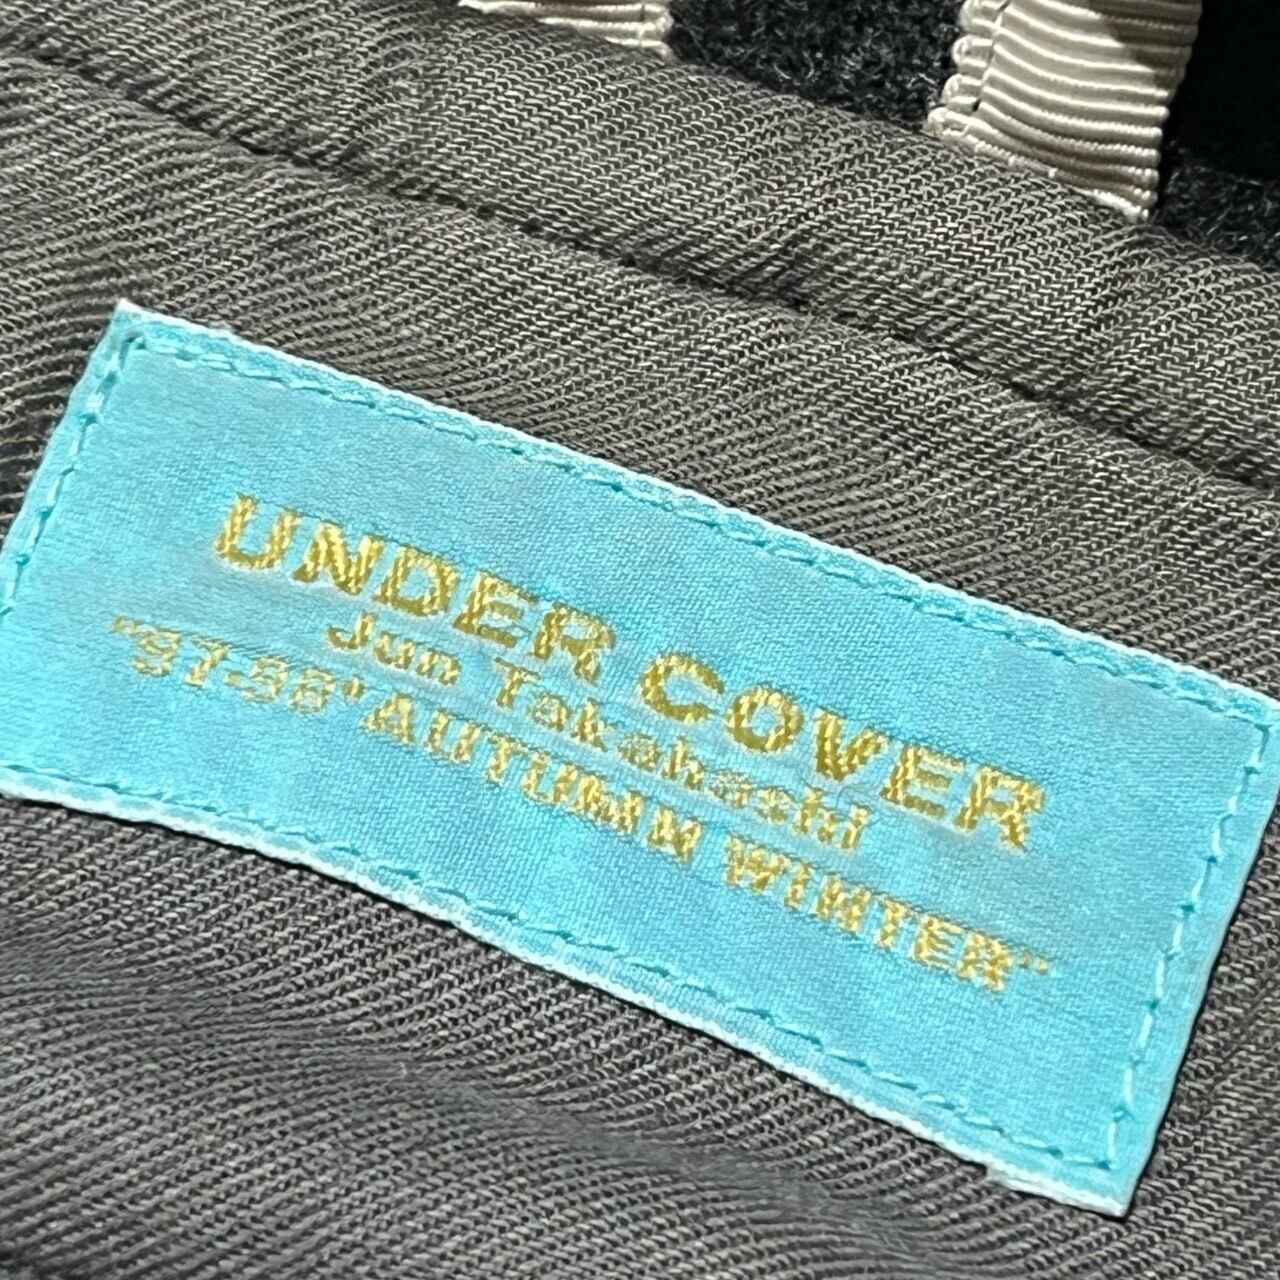 UNDER COVER
Jun Takahashi
"97-98'AUTUMN WINTER"